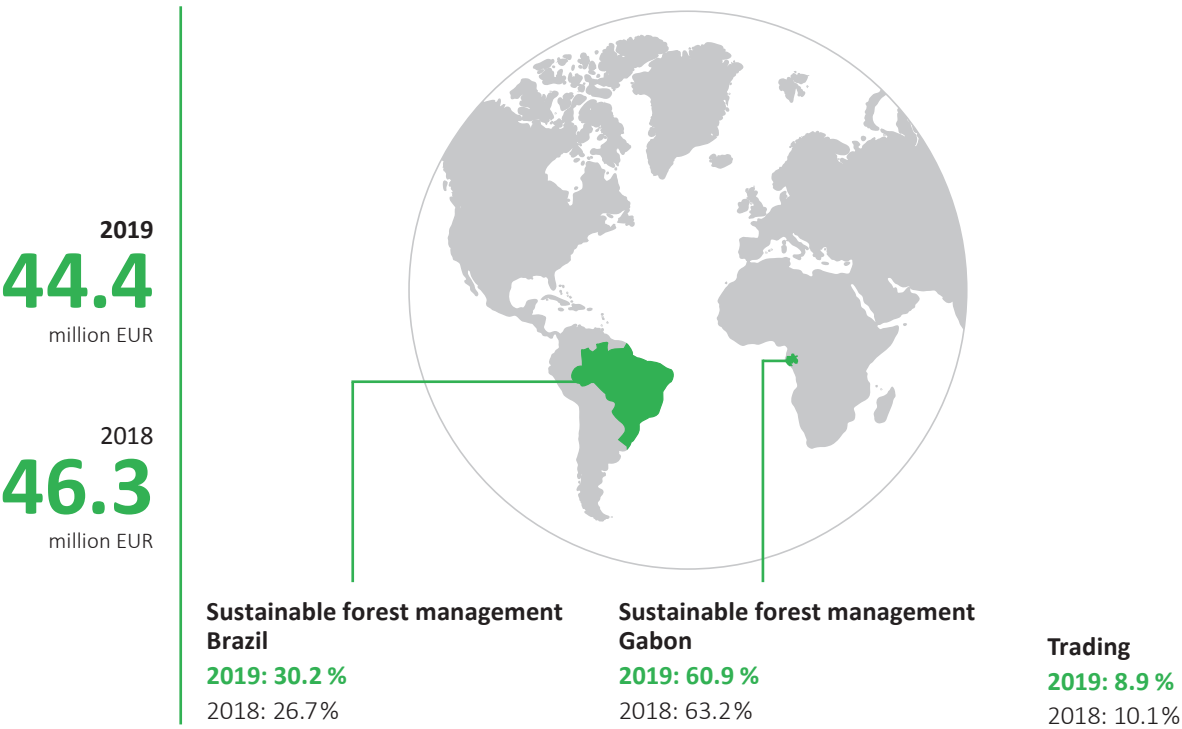 2019
44.4
million EUR
2018
46.3
million EUR
Sustainable forest management
Brazil
2019: 30.2 %
2018: 26.7%
Sustainable forest management
Gabon
2019: 60.9 %
2018: 63.2%
Trading
2019: 8.9 %
2018: 10.1%